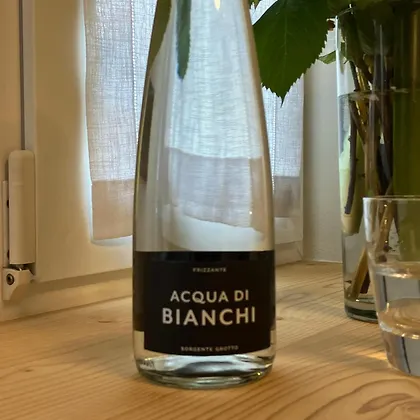 FRIZZANTE
ACQUA DI
BIANCHI
SORGENTE GROTTO